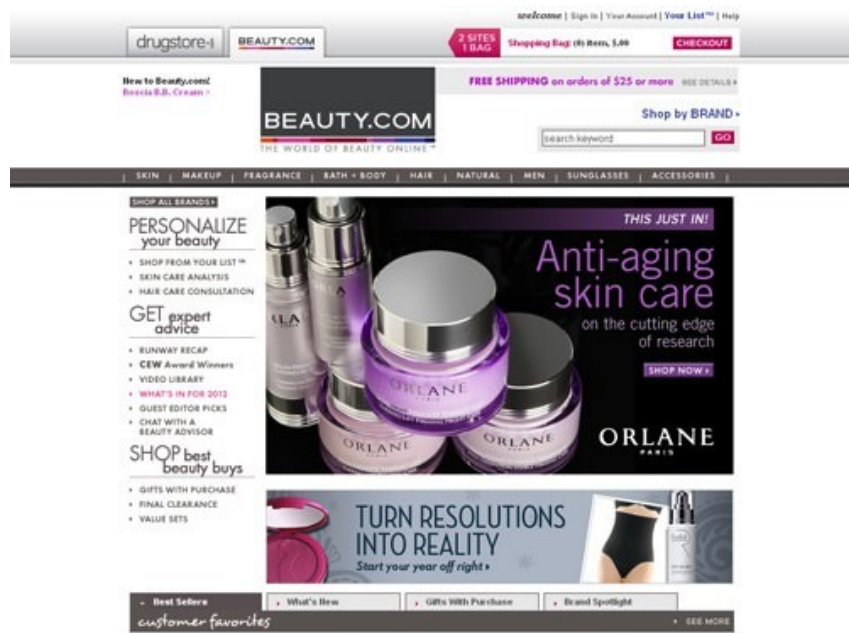 welcome | Sign In | Your Account | Your List™ | Help
drugstore
BEAUTY.COM
2 SITES
1 BAG
Shopping Bag: (0) item, $.00
CHECKOUT
New to Beauty.com!
Boscia B.B. Cream >
BEAUTY.COM
THE WORLD OF BEAUTY ONLINE™
FREE SHIPPING on orders of $25 or more SEE DETAILS
Shop by BRAND
search keyword
GO
| SKIN | MAKEUP | FRAGRANCE | BATH + BODY | HAIR | NATURAL | MEN | SUNGLASSES | ACCESSORIES |
SHOP ALL BRANDS
PERSONALIZE
your beauty
SHOP FROM YOUR LIST™
SKIN CARE ANALYSIS
HAIR CARE CONSULTATION
GET expert
advice
RUNWAY RECAP
CEW Award Winners
VIDEO LIBRARY
WHAT'S IN FOR 2012
GUEST EDITOR PICKS
CHAT WITH A
BEAUTY ADVISOR
SHOP best
beauty buys
GIFTS WITH PURCHASE
FINAL CLEARANCE
VALUE SETS
THIS JUST IN!
Anti-aging
skin care
on the cutting edge
of research
SHOP NOW
ORLANE
PARIS
ORLANE
PARIS
ORLANE
ORLANE
TURN RESOLUTIONS
INTO REALITY
Start your year off right
Best Sellers
What's New
Gifts With Purchase
Brand Spotlight
customer favorites
SEE MORE